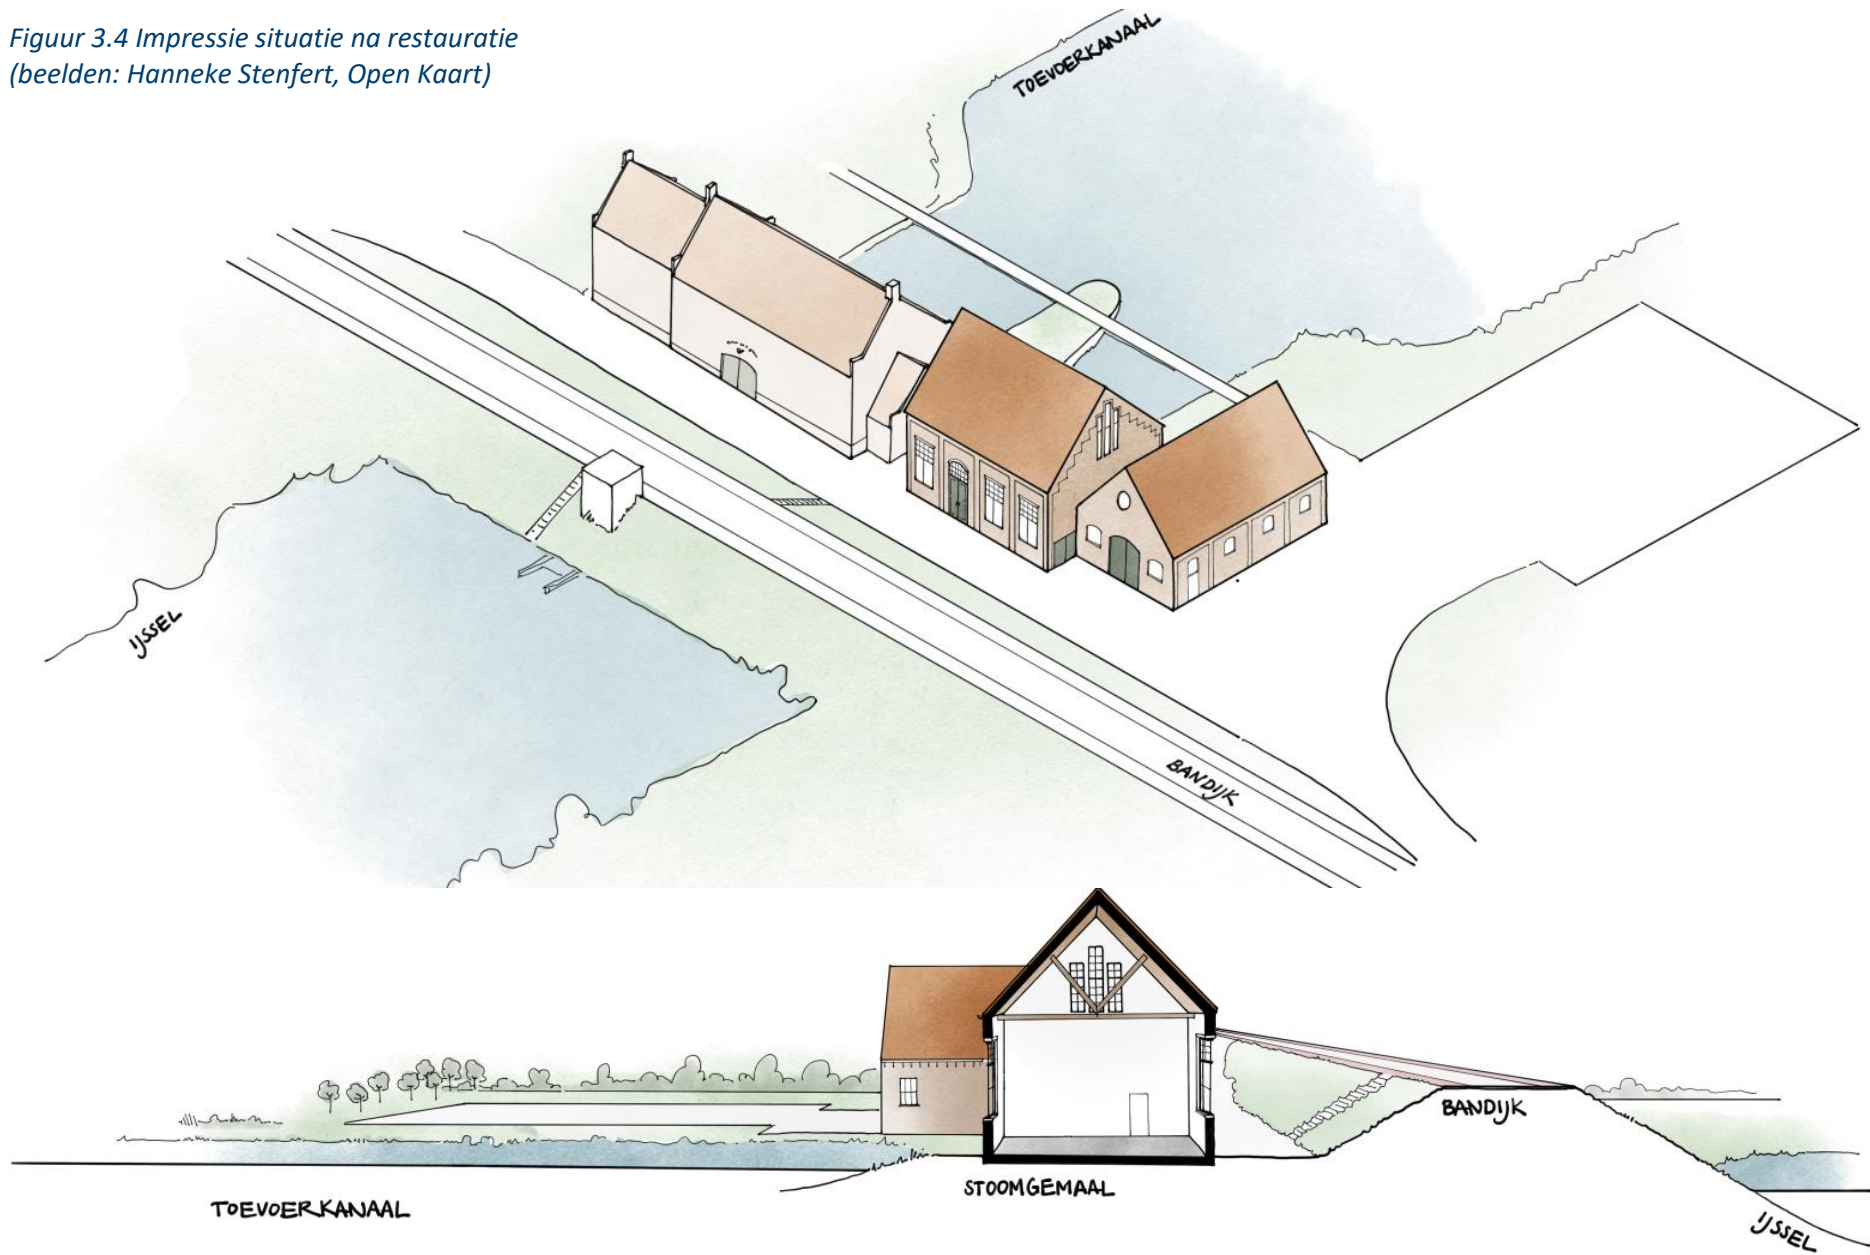 Figuur 3.4 Impressie situatie na restauratie
(beelden: Hanneke Stenfert, Open Kaart)
TOEVOERKANAAL
IJSSEL
BANDIJK
BANDIJK
STOOMGEMAAL
TOEVOERKANAAL
IJSSEL